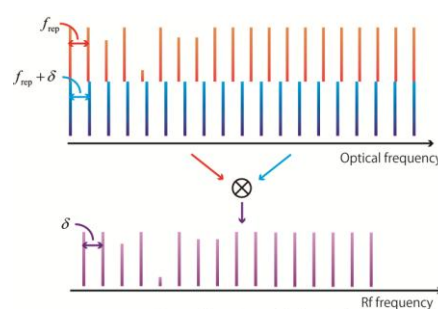 f_rep
f_rep + δ
Optical frequency
δ
Rf frequency